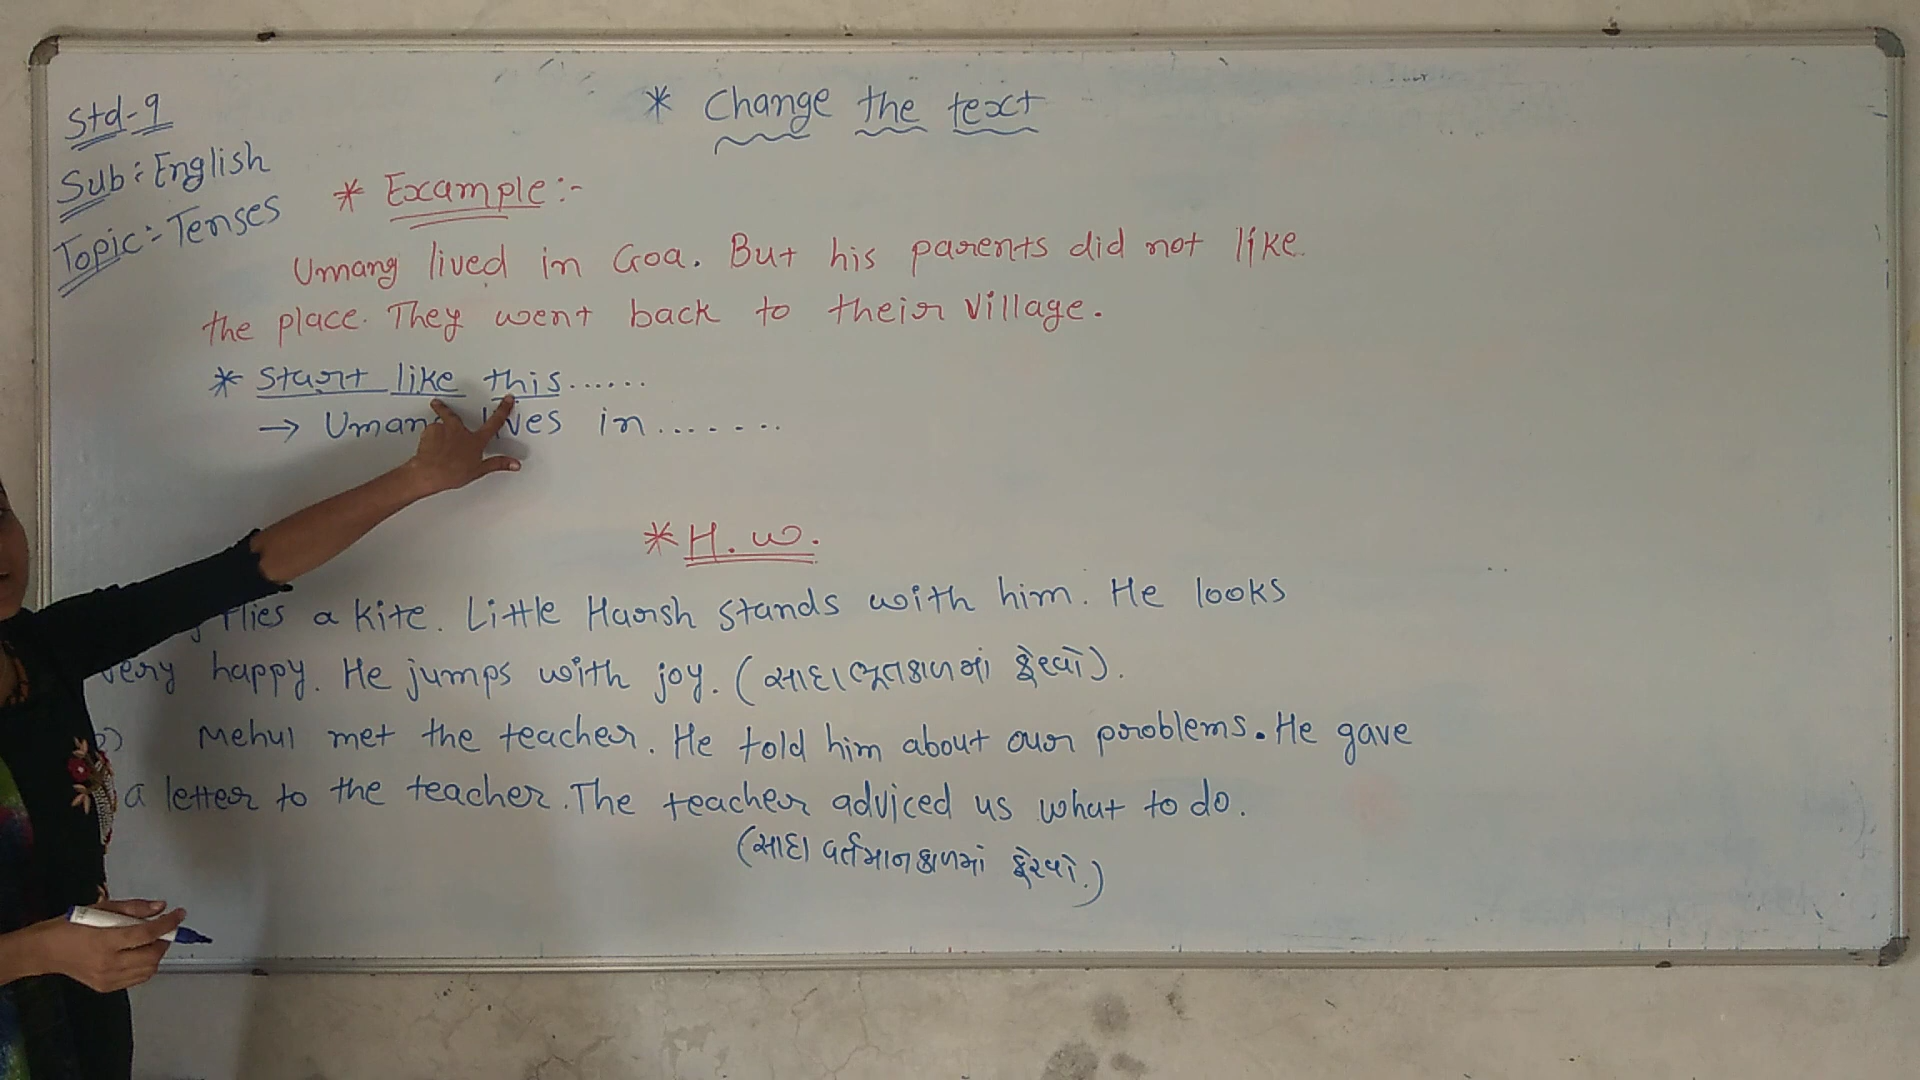 Std-9
Sub:English
Topic:-Tenses
* Change the text
* Example:-
Umang lived in Goa. But his parents did not like
the place. They went back to their village.
* Start like this......
→ Umang lives in.......
* H.W.
flies a kite. Little Harsh stands with him. He looks
very happy. He jumps with joy. (સાદા ભૂતકાળમાં ફેરવો).
2) Mehul met the teacher. He told him about our problems. He gave
a letter to the teacher. The teacher adviced us what to do.
(સાદા વર્તમાનકાળમાં ફેરવો.)